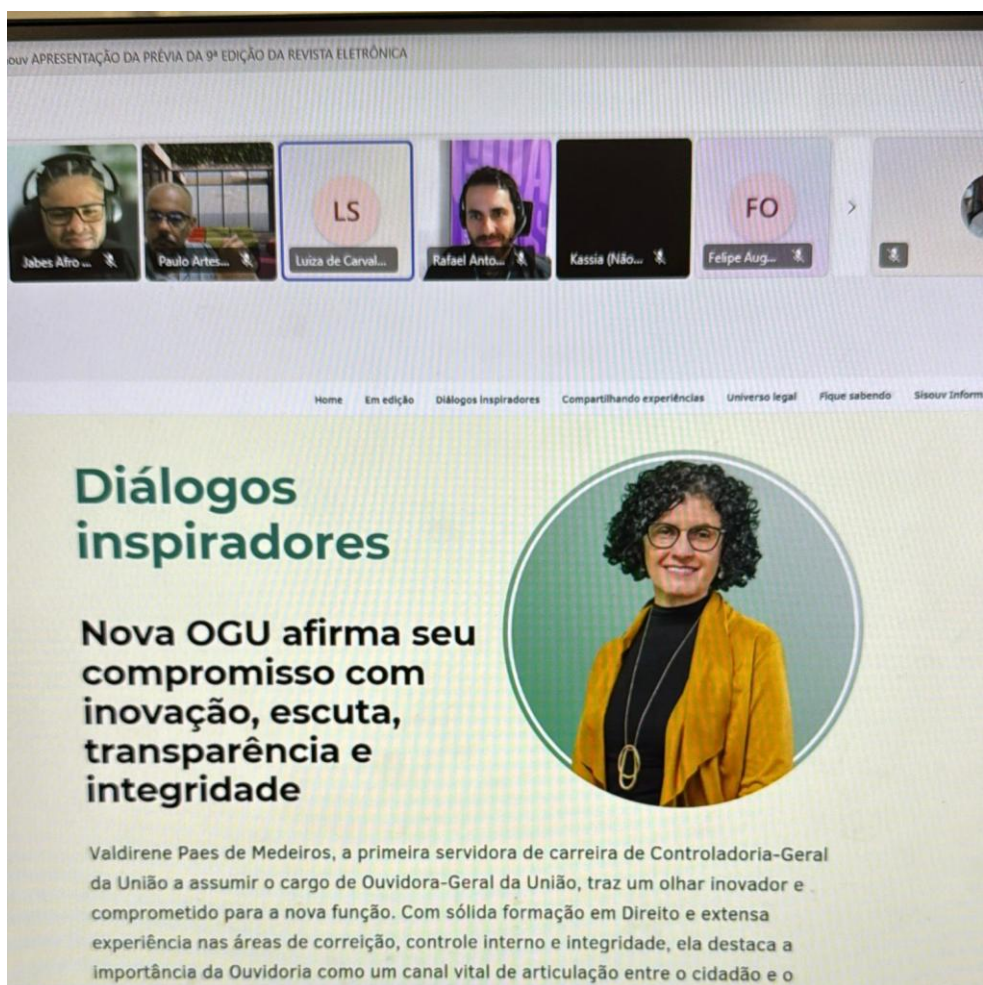 ouv APRESENTAÇÃO DA PRÉVIA DA 9ª EDIÇÃO DA REVISTA ELETRÔNICA
Jabes Afro ... Paulo Artes... LS Luiza de Carval... Rafael Anto... Kassia (Não... FO Felipe Aug...
Home Em edição Diálogos inspiradores Compartilhando experiências Universo legal Fique sabendo Sisouv Inform
Diálogos
inspiradores
Nova OGU afirma seu
compromisso com
inovação, escuta,
transparência e
integridade
Valdirene Paes de Medeiros, a primeira servidora de carreira de Controladoria-Geral
da União a assumir o cargo de Ouvidora-Geral da União, traz um olhar inovador e
comprometido para a nova função. Com sólida formação em Direito e extensa
experiência nas áreas de correição, controle interno e integridade, ela destaca a
importância da Ouvidoria como um canal vital de articulação entre o cidadão e o